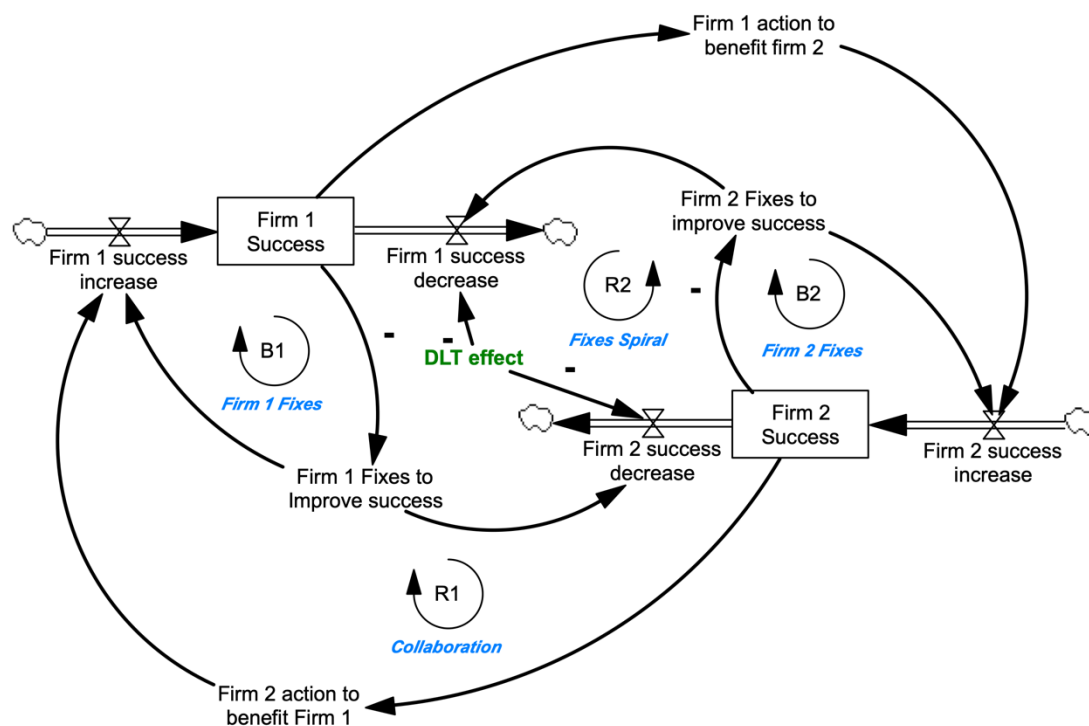 Firm 1 action to
benefit firm 2
Firm 2 Fixes to
improve success
Firm 1
Success
Firm 1 success
increase
Firm 1 success
decrease
R2
-
B2
Fixes Spiral
Firm 2 Fixes
B1
Firm 1 Fixes
-
-
DLT effect
-
Firm 2
Success
Firm 2 success
decrease
Firm 2 success
increase
Firm 1 Fixes to
Improve success
R1
Collaboration
Firm 2 action to
benefit Firm 1